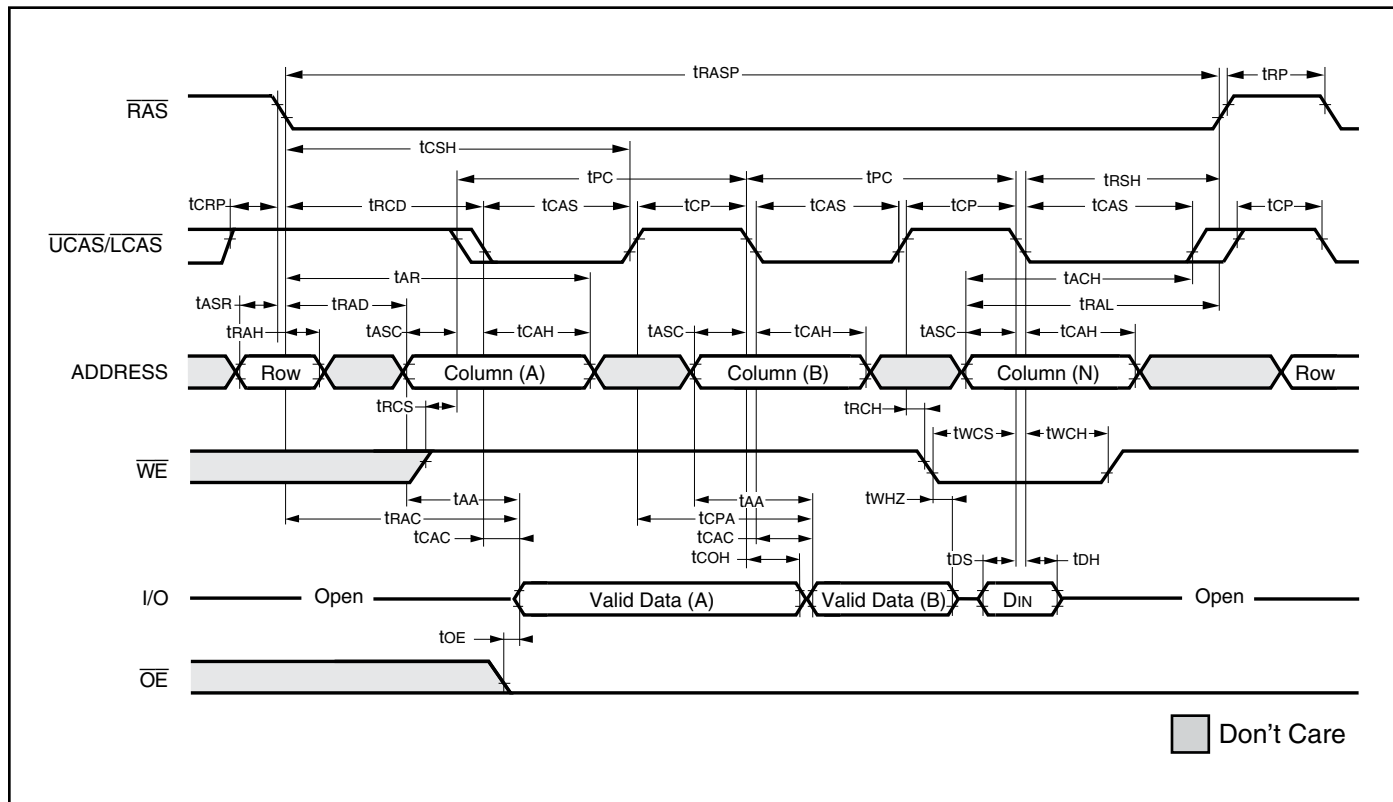 tRASP tRP
RAS
tCSH
tPC tPC tRSH
tCRP tRCD tCAS tCP tCAS tCP tCAS tCP
UCAS/LCAS
tAR tACH
tASR tRAD tRAL
tRAH tASC tCAH tASC tCAH tASC tCAH
ADDRESS Row Column (A) Column (B) Column (N) Row
tRCS tRCH
tWCS tWCH
WE
tAA tAA tWHZ
tRAC tCPA
tCAC tCAC
tCOH tDS tDH
I/O Open Valid Data (A) Valid Data (B) DIN Open
tOE
OE
Don't Care